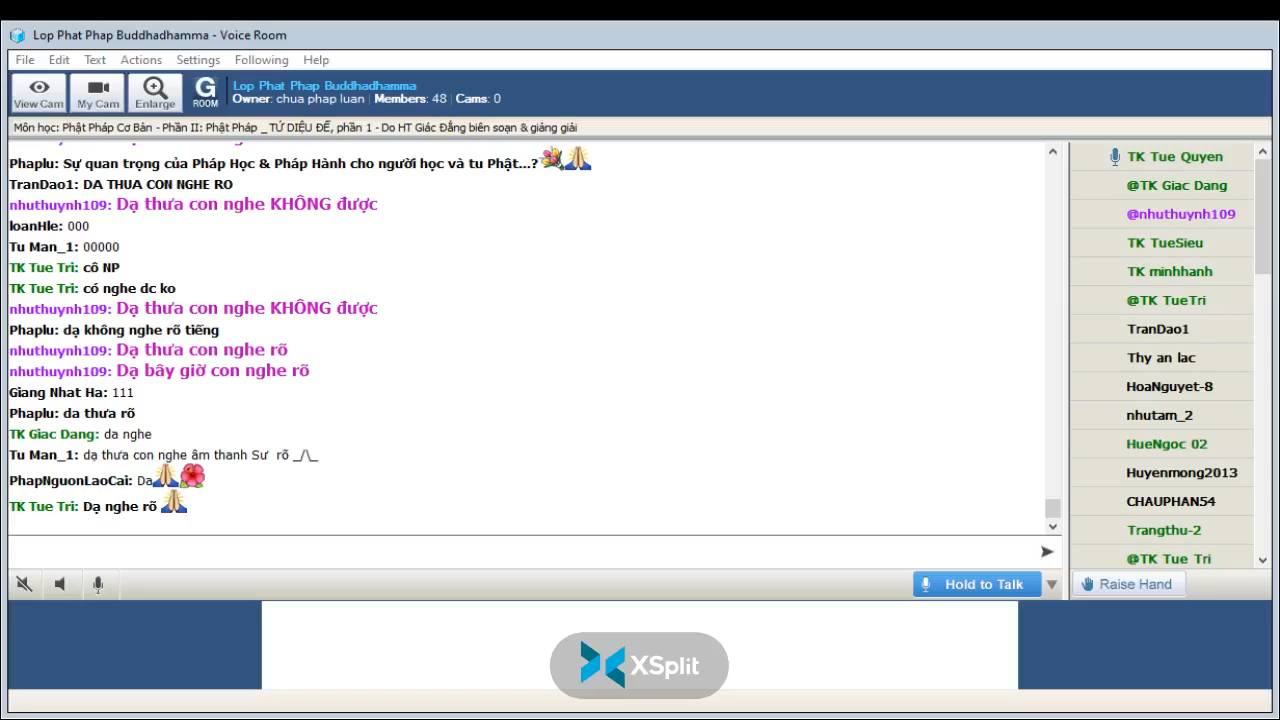 Lop Phat Phap Buddhadhamma - Voice Room
File Edit Text Actions Settings Following Help
View Cam My Cam Enlarge G ROOM
Lop Phat Phap Buddhadhamma
Owner: chua phap luan | Members: 48 | Cams: 0
Môn học: Phật Pháp Cơ Bản - Phần II: Phật Pháp _ TỨ DIỆU ĐẾ, phần 1 - Do HT Giác Đẳng biên soạn & giảng giải
Phaplu: Sự quan trọng của Pháp Học & Pháp Hành cho người học và tu Phật...?
TranDao1: DA THUA CON NGHE RO
nhuthuynh109: Dạ thưa con nghe KHÔNG được
loanHle: 000
Tu Man_1: 00000
TK Tue Tri: cô NP
TK Tue Tri: có nghe dc ko
nhuthuynh109: Dạ thưa con nghe KHÔNG được
Phaplu: dạ không nghe rõ tiếng
nhuthuynh109: Dạ thưa con nghe rõ
nhuthuynh109: Dạ bây giờ con nghe rõ
Giang Nhat Ha: 111
Phaplu: da thưa rõ
TK Giac Dang: da nghe
Tu Man_1: dạ thưa con nghe âm thanh Sư rõ _/\_
PhapNguonLaoCai: Da
TK Tue Tri: Dạ nghe rõ
TK Tue Quyen
@TK Giac Dang
@nhuthuynh109
TK TueSieu
TK minhhanh
@TK TueTri
TranDao1
Thy an lac
HoaNguyet-8
nhutam_2
HueNgoc 02
Huyenmong2013
CHAUPHAN54
Trangthu-2
@TK Tue Tri
Hold to Talk
Raise Hand
XSplit